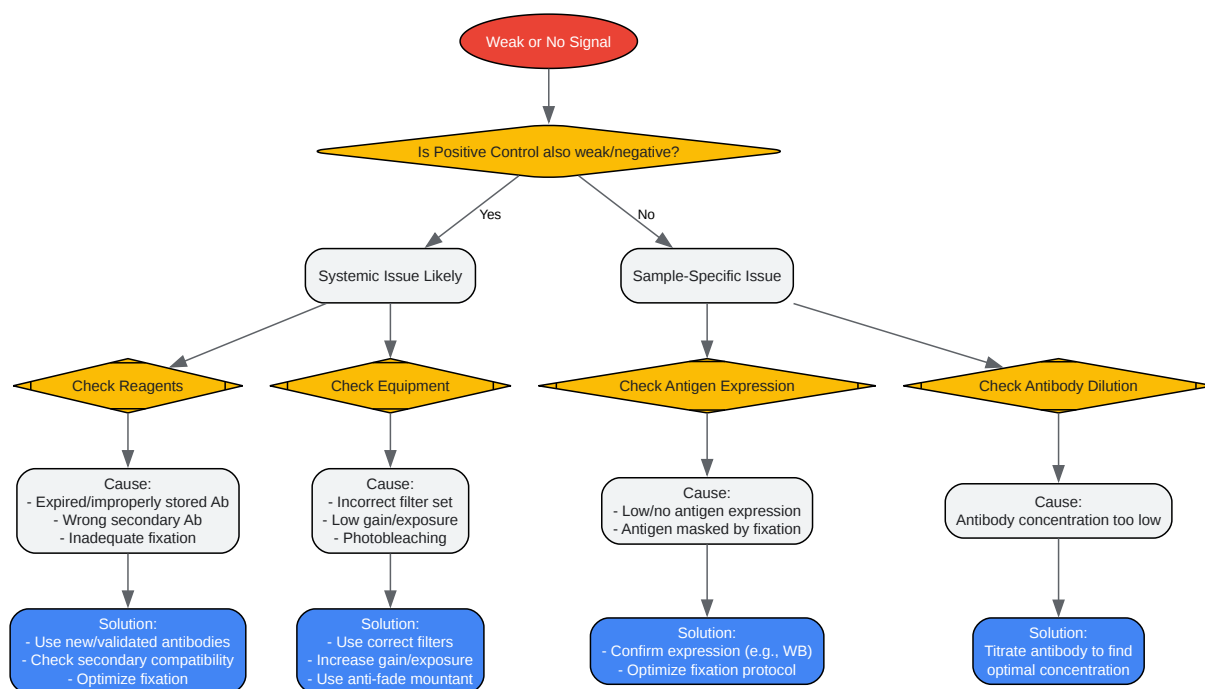 Weak or No Signal
Is Positive Control also weak/negative?
Yes
No
Systemic Issue Likely
Sample-Specific Issue
Check Reagents
Check Equipment
Check Antigen Expression
Check Antibody Dilution
Cause:
- Expired/improperly stored Ab
- Wrong secondary Ab
- Inadequate fixation
Cause:
- Incorrect filter set
- Low gain/exposure
- Photobleaching
Cause:
- Low/no antigen expression
- Antigen masked by fixation
Cause:
Antibody concentration too low
Solution:
- Use new/validated antibodies
- Check secondary compatibility
- Optimize fixation
Solution:
- Use correct filters
- Increase gain/exposure
- Use anti-fade mountant
Solution:
- Confirm expression (e.g., WB)
- Optimize fixation protocol
Solution:
Titrate antibody to find
optimal concentration